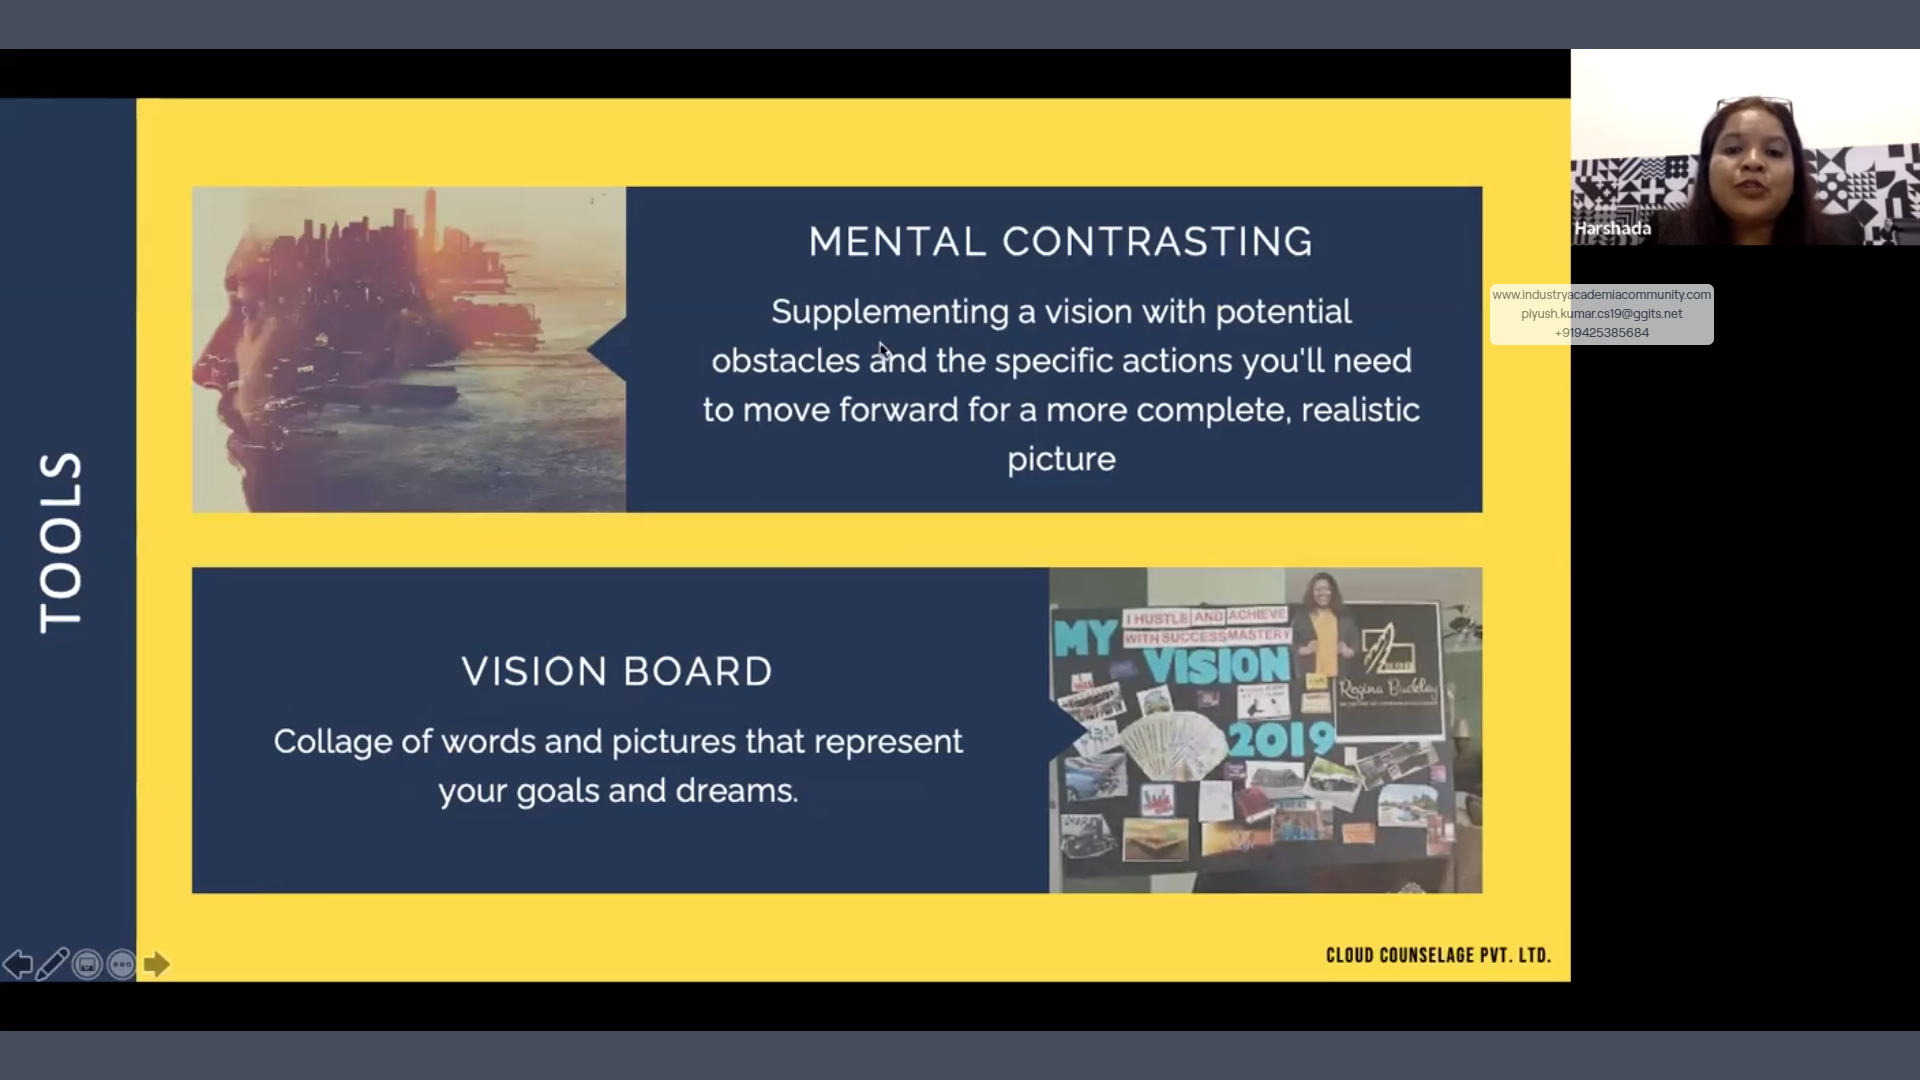 TOOLS
MENTAL CONTRASTING
Supplementing a vision with potential
obstacles and the specific actions you'll need
to move forward for a more complete, realistic
picture
VISION BOARD
Collage of words and pictures that represent
your goals and dreams.
I HUSTLE AND ACHIEVE
WITH SUCCESS MASTERY
MY
VISION
2019
Regina Buckley
CLOUD COUNSELAGE PVT. LTD.
Harshada
www.industryacademiacommunity.com
piyush.kumar.cs19@ggits.net
+919425385684